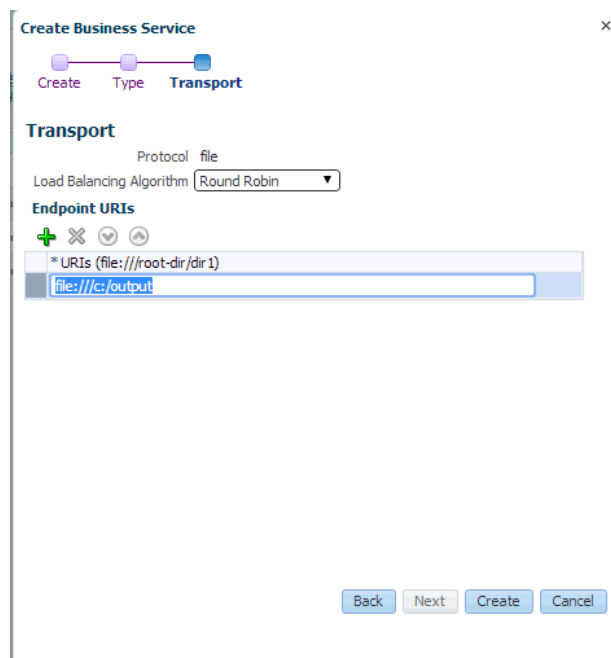 Create Business Service
Create Type Transport
Transport
Protocol file
Load Balancing Algorithm Round Robin
Endpoint URIs
* URIs (file:///root-dir/dir1)
file:///c:/output
Back Next Create Cancel